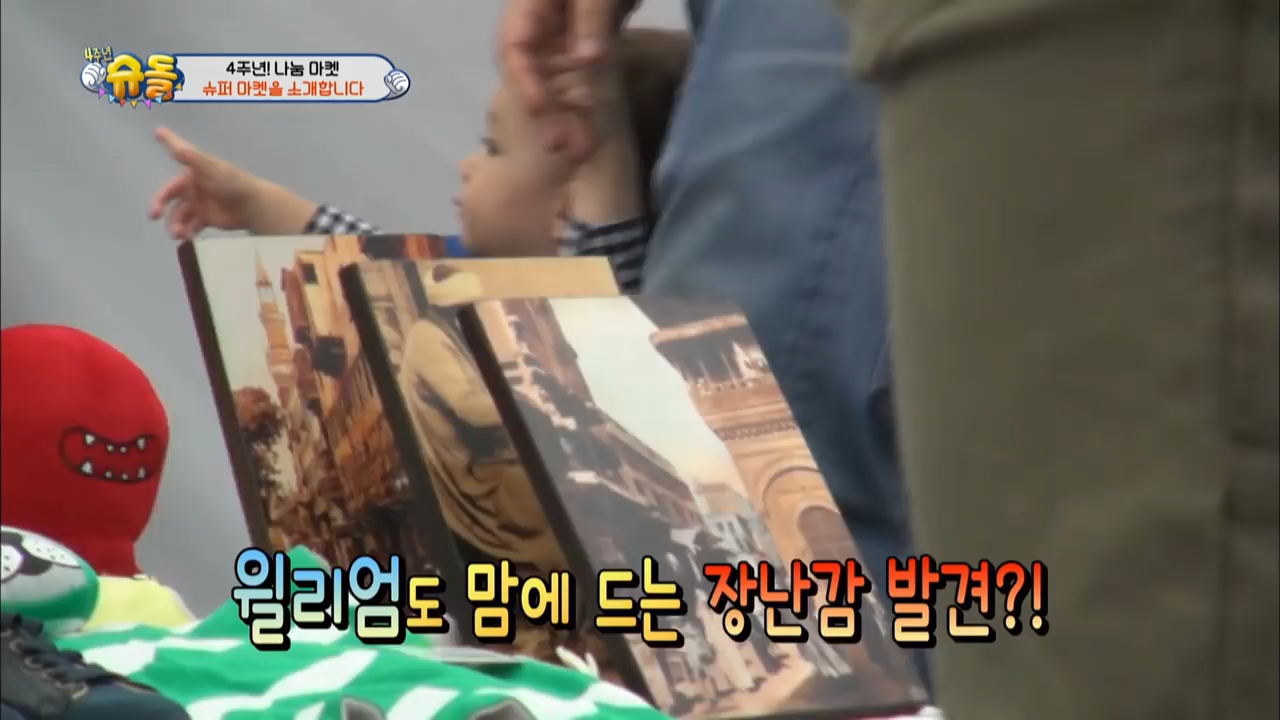 4주년
슈돌
4주년! 나눔 마켓
슈퍼 마켓을 소개합니다
윌리엄도 맘에 드는 장난감 발견?!